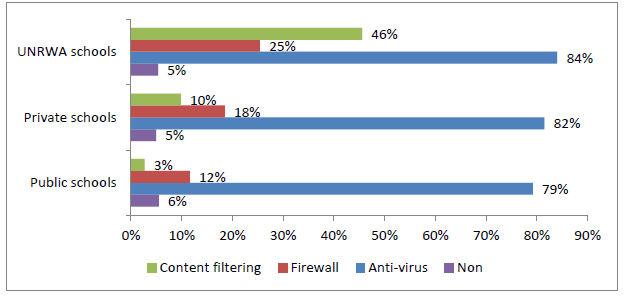 UNRWA schools
46%
25%
84%
5%
Private schools
10%
18%
82%
5%
Public schools
3%
12%
79%
6%
0% 10% 20% 30% 40% 50% 60% 70% 80% 90%
Content filtering Firewall Anti-virus Non